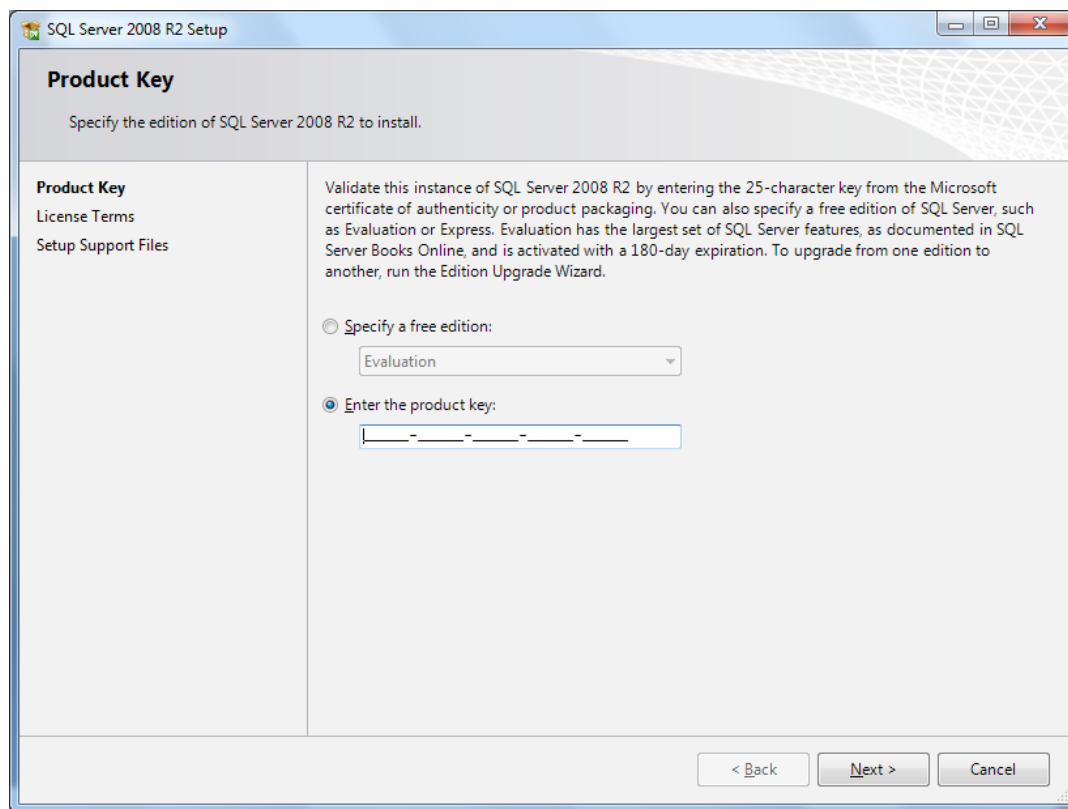 SQL Server 2008 R2 Setup
Product Key
Specify the edition of SQL Server 2008 R2 to install.
Product Key
License Terms
Setup Support Files
Validate this instance of SQL Server 2008 R2 by entering the 25-character key from the Microsoft
certificate of authenticity or product packaging. You can also specify a free edition of SQL Server, such
as Evaluation or Express. Evaluation has the largest set of SQL Server features, as documented in SQL
Server Books Online, and is activated with a 180-day expiration. To upgrade from one edition to
another, run the Edition Upgrade Wizard.
Specify a free edition:
Evaluation
Enter the product key:
_____-_____-_____-_____-_____
< Back
Next >
Cancel